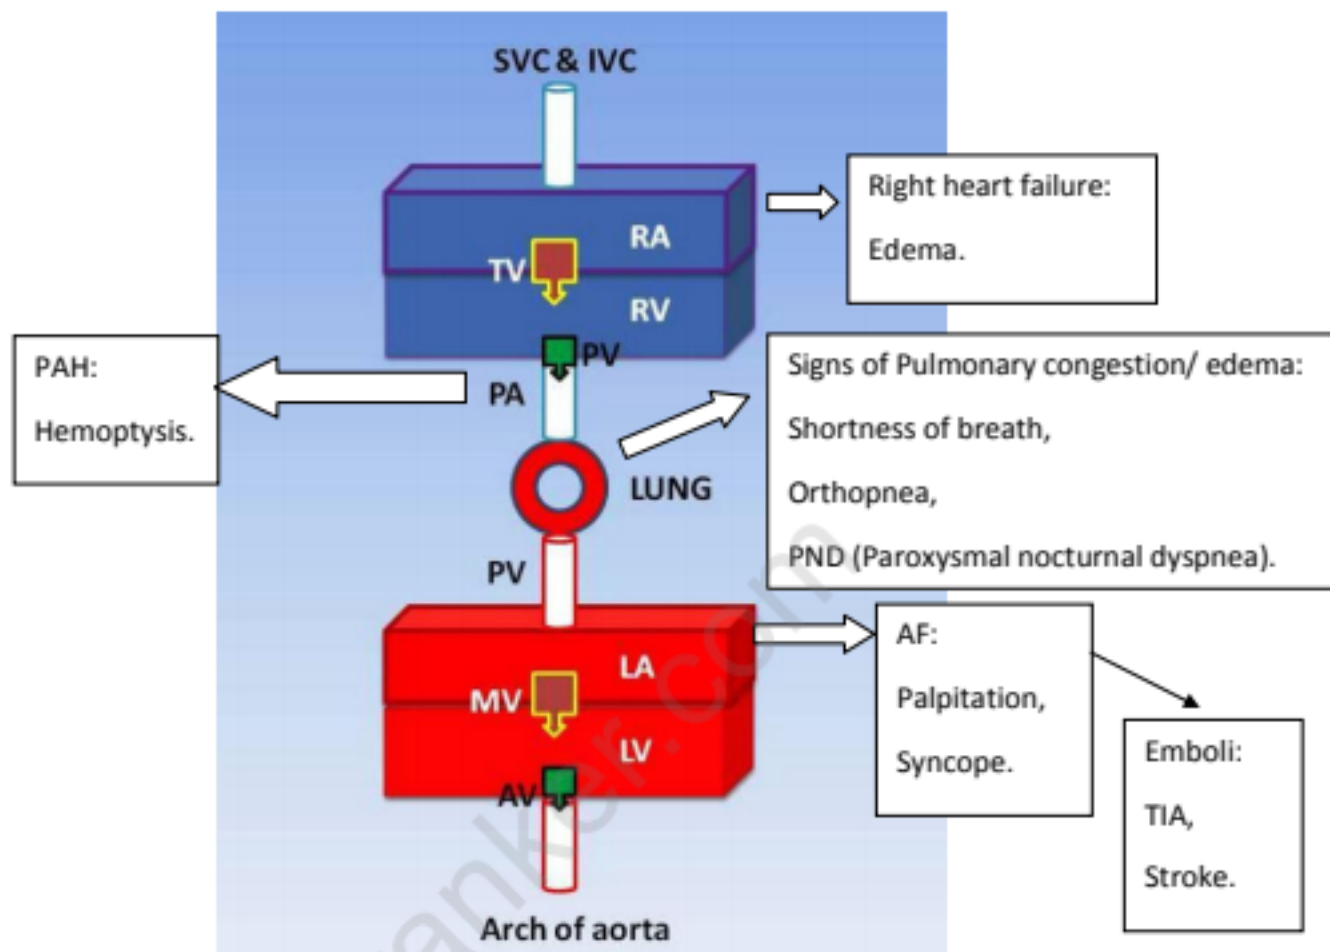 SVC & IVC
RA
TV
RV
PV
PA
LUNG
PV
LA
MV
LV
AV
Arch of aorta
Right heart failure:
Edema.
PAH:
Hemoptysis.
Signs of Pulmonary congestion/ edema:
Shortness of breath,
Orthopnea,
PND (Paroxysmal nocturnal dyspnea).
AF:
Palpitation,
Syncope.
Emboli:
TIA,
Stroke.
anker.com